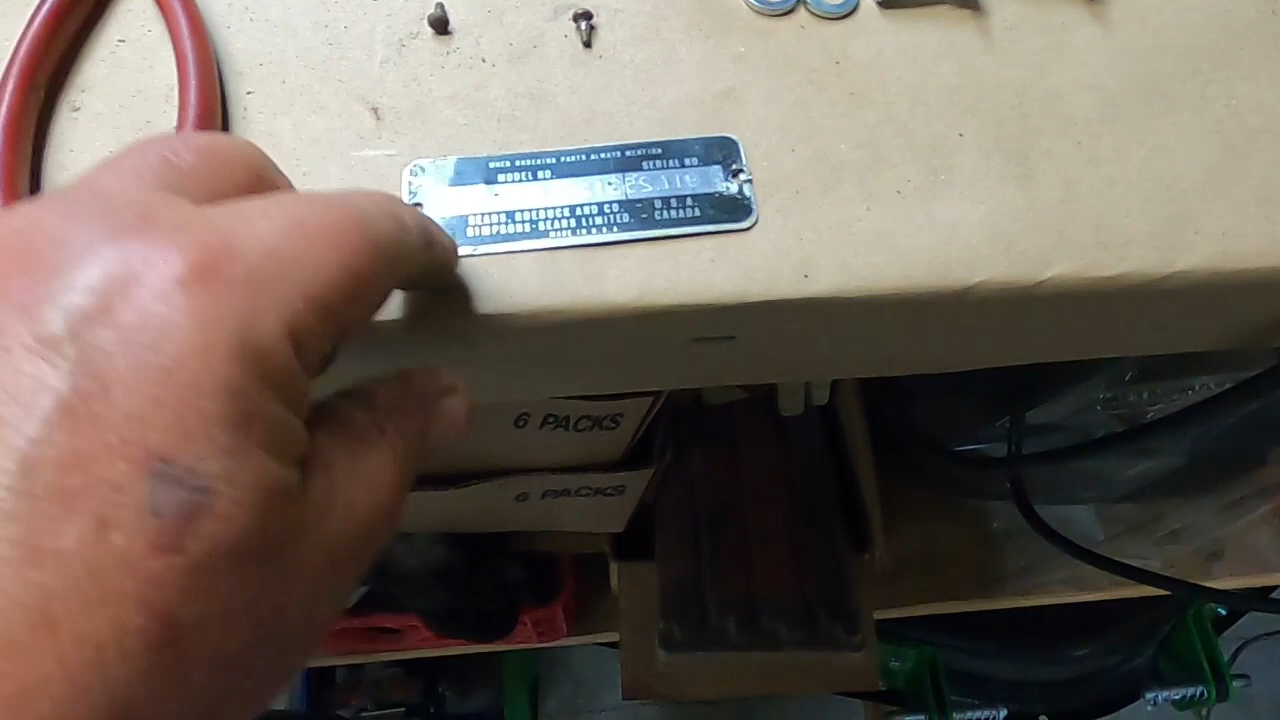 WHEN ORDERING PARTS ALWAYS MENTION
SERIAL NO.
MODEL NO.
SEARS, ROEBUCK AND CO. - U.S.A.
SIMPSONS-SEARS LIMITED. - CANADA
MADE IN U.S.A.
6 PACKS
6 PACKS